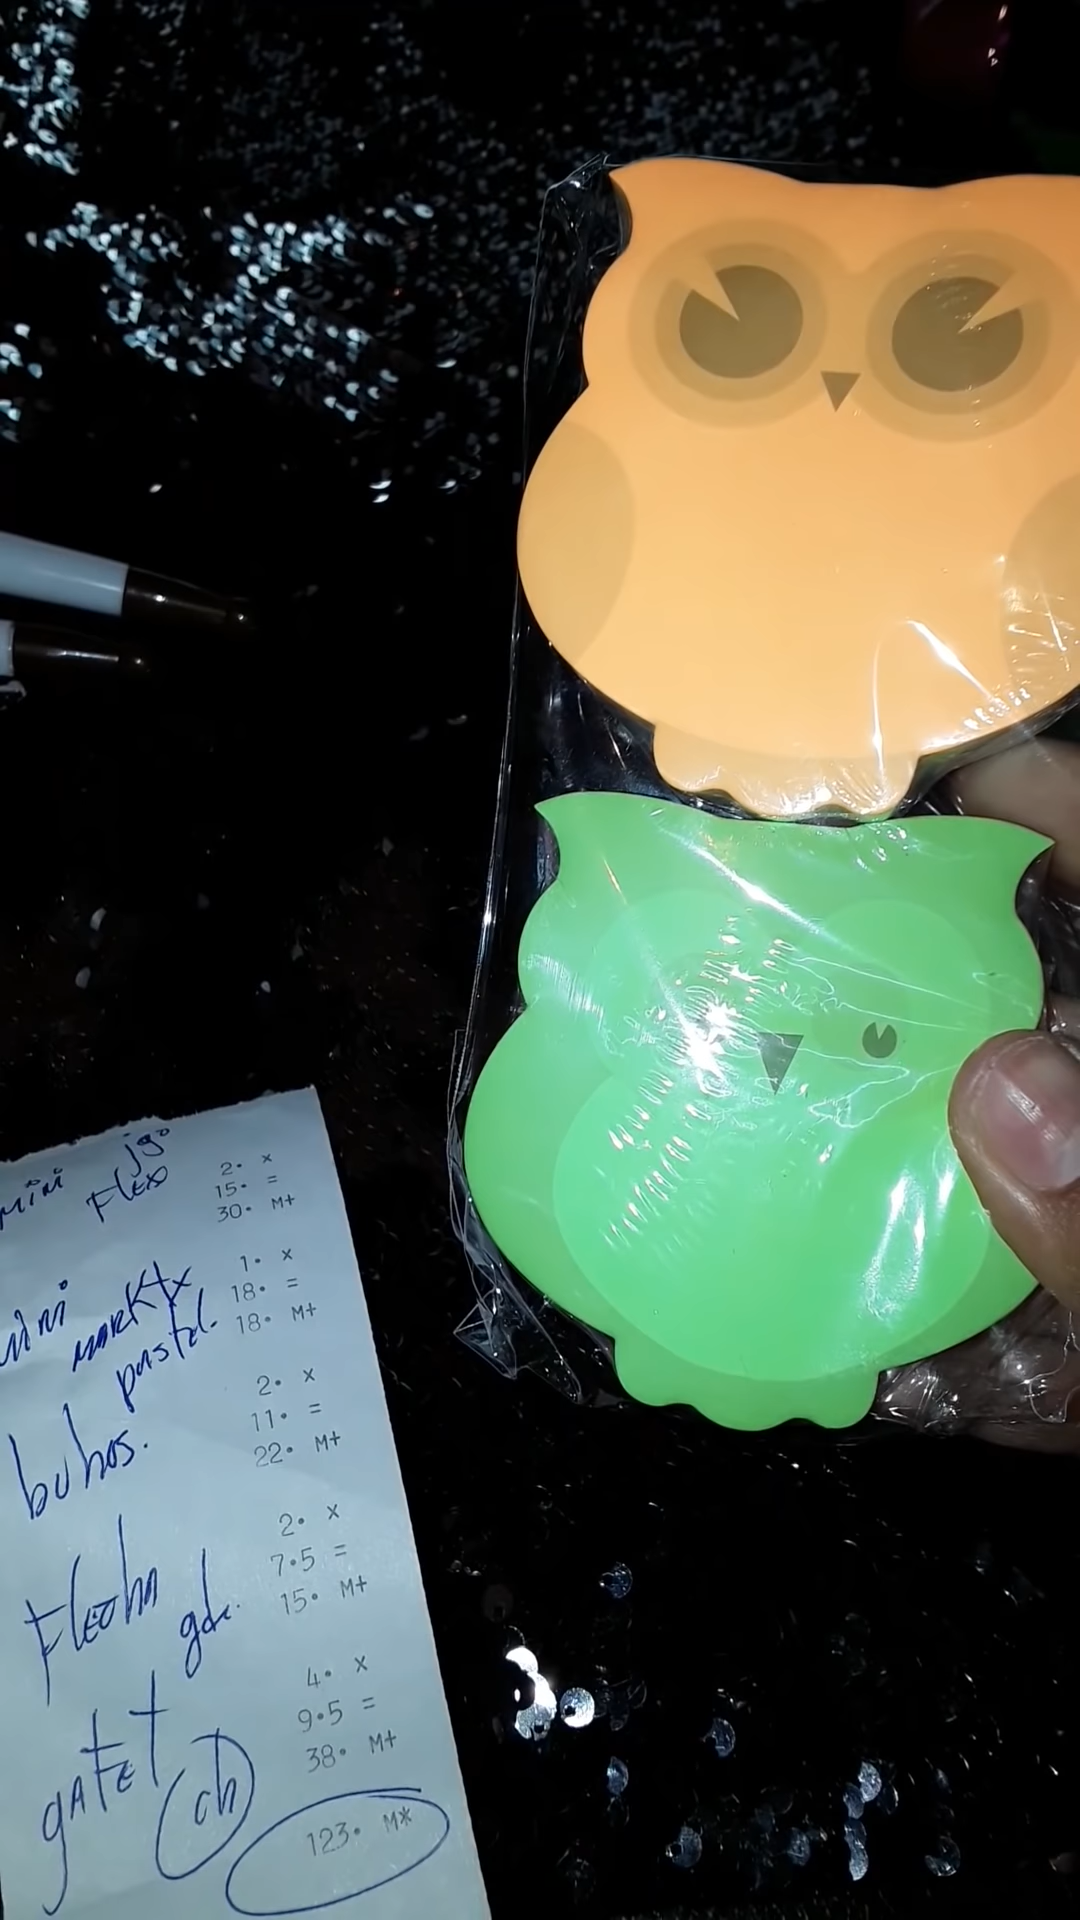 mini jgo
Flex
2. x
15. =
30. M+
mini markx
pastel.
1. x
18. =
18. M+
buhos.
2. x
11. =
22. M+
Flecha gde.
2. x
7.5 =
15. M+
gafet ch
4. x
9.5 =
38. M+
123. M*